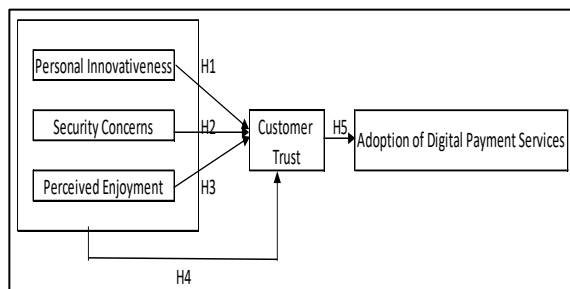 Personal Innovativeness
H1
Security Concerns
H2
Perceived Enjoyment
H3
Customer
Trust
H5
Adoption of Digital Payment Services
H4